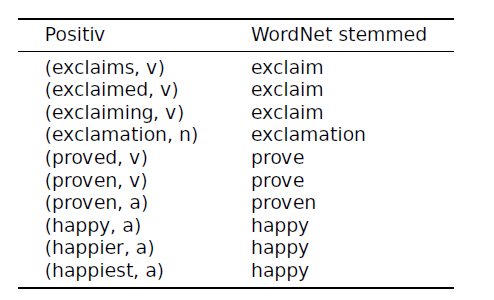 Positiv WordNet stemmed
(exclaims, v) exclaim
(exclaimed, v) exclaim
(exclaiming, v) exclaim
(exclamation, n) exclamation
(proved, v) prove
(proven, v) prove
(proven, a) proven
(happy, a) happy
(happier, a) happy
(happiest, a) happy